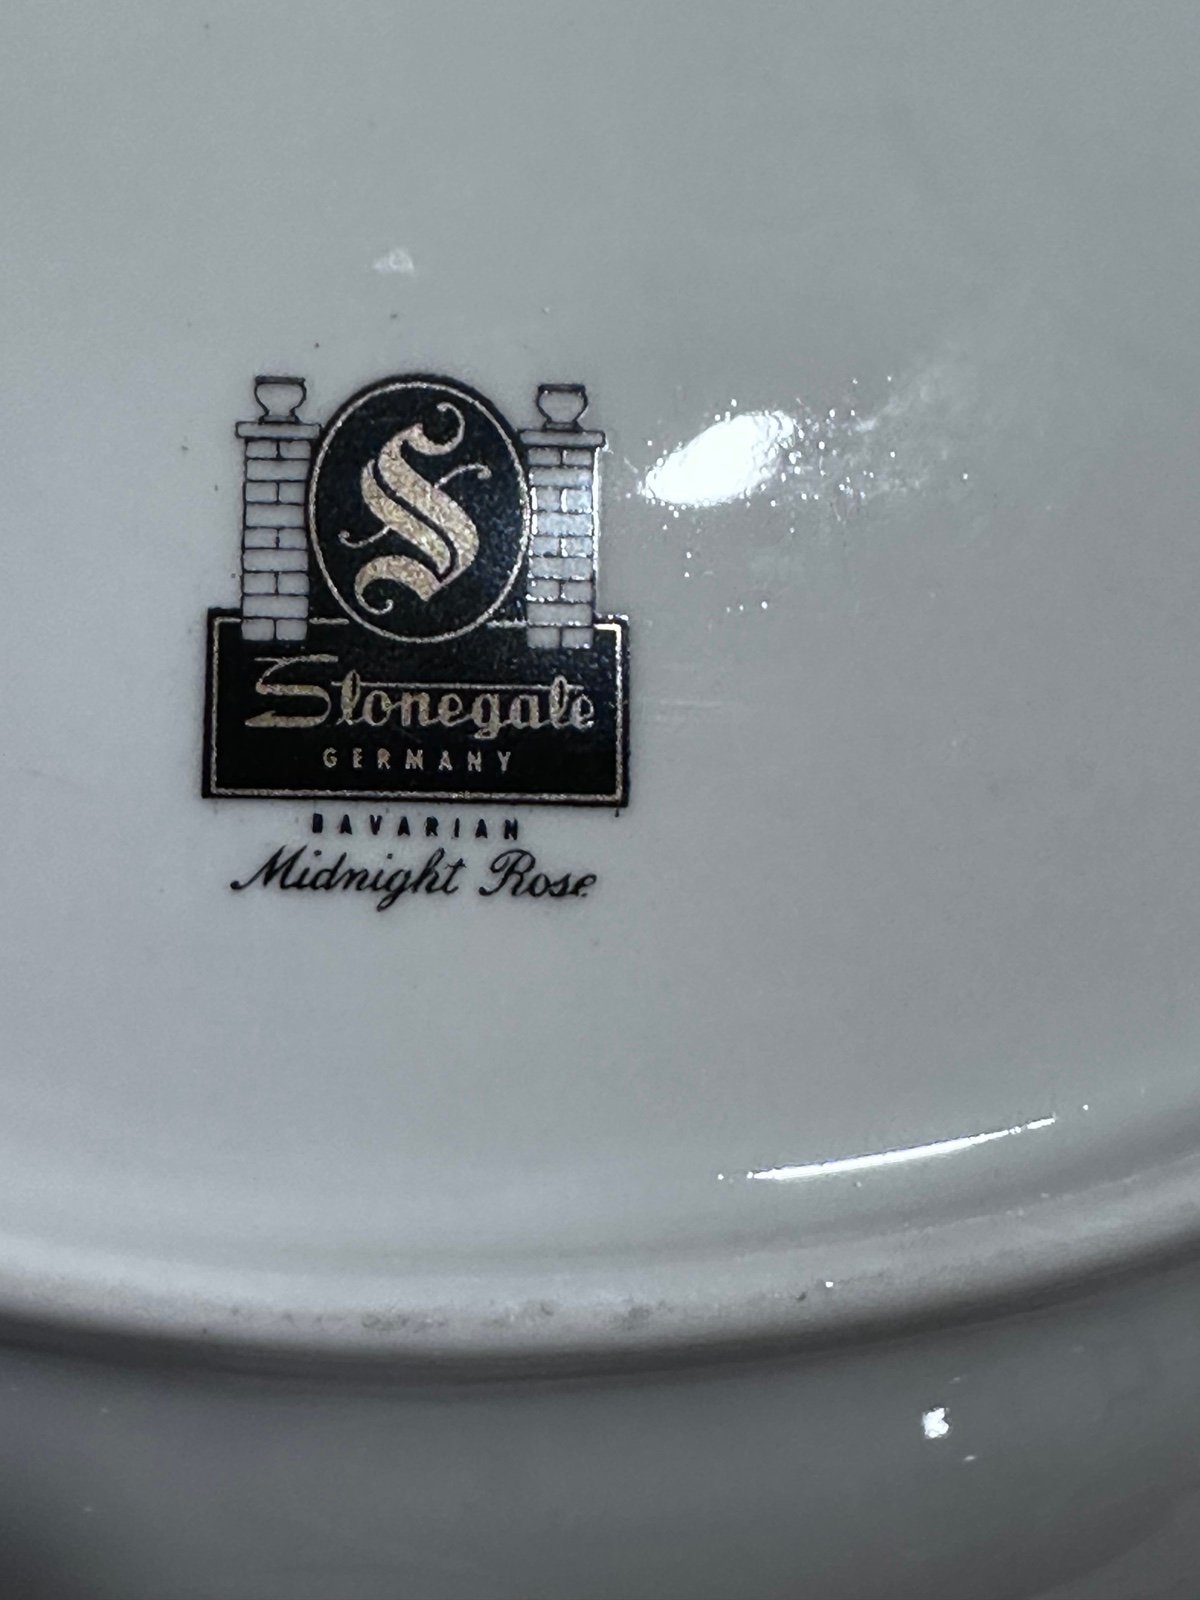 S
Stonegate
GERMANY
BAVARIAN
Midnight Rose